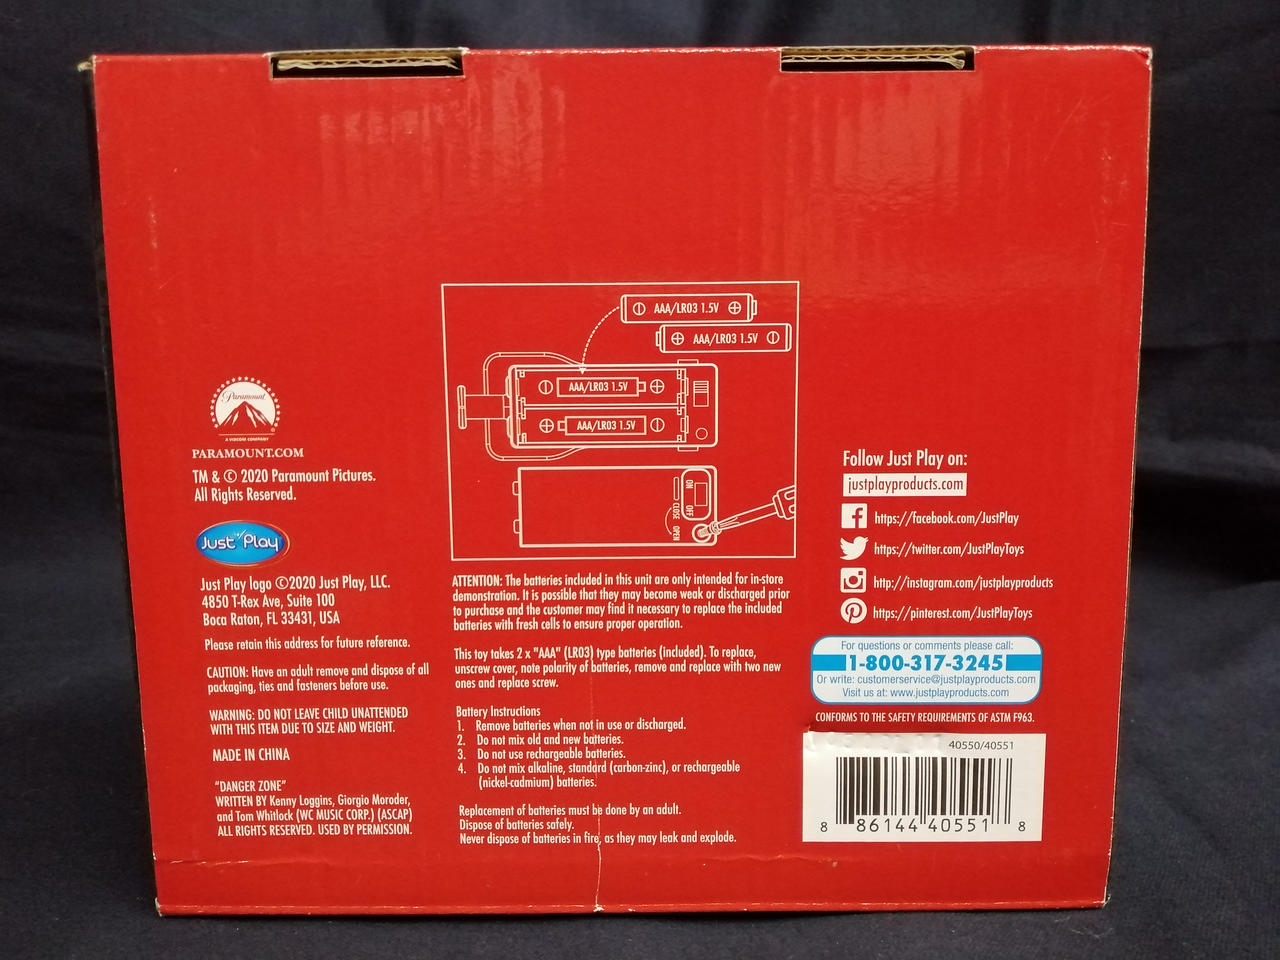 Paramount
A VIACOM COMPANY
PARAMOUNT.COM
TM & © 2020 Paramount Pictures.
All Rights Reserved.
Just Play™
Just Play logo ©2020 Just Play, LLC.
4850 T-Rex Ave, Suite 100
Boca Raton, FL 33431, USA
Please retain this address for future reference.
CAUTION: Have an adult remove and dispose of all
packaging, ties and fasteners before use.
WARNING: DO NOT LEAVE CHILD UNATTENDED
WITH THIS ITEM DUE TO SIZE AND WEIGHT.
MADE IN CHINA
"DANGER ZONE"
WRITTEN BY Kenny Loggins, Giorgio Moroder,
and Tom Whitlock (WC MUSIC CORP.) (ASCAP)
ALL RIGHTS RESERVED. USED BY PERMISSION.
AAA/LR03 1.5V
AAA/LR03 1.5V
AAA/LR03 1.5V
AAA/LR03 1.5V
ON
OFF
CLOSE
OPEN
ATTENTION: The batteries included in this unit are only intended for in-store
demonstration. It is possible that they may become weak or discharged prior
to purchase and the customer may find it necessary to replace the included
batteries with fresh cells to ensure proper operation.
This toy takes 2 x "AAA" (LR03) type batteries (included). To replace,
unscrew cover, note polarity of batteries, remove and replace with two new
ones and replace screw.
Battery Instructions
1. Remove batteries when not in use or discharged.
2. Do not mix old and new batteries.
3. Do not use rechargeable batteries.
4. Do not mix alkaline, standard (carbon-zinc), or rechargeable
(nickel-cadmium) batteries.
Replacement of batteries must be done by an adult.
Dispose of batteries safely.
Never dispose of batteries in fire, as they may leak and explode.
Follow Just Play on:
justplayproducts.com
https://facebook.com/JustPlay
https://twitter.com/JustPlayToys
http://instagram.com/justplayproducts
https://pinterest.com/JustPlayToys
For questions or comments please call:
1-800-317-3245
Or write: customerservice@justplayproducts.com
Visit us at: www.justplayproducts.com
CONFORMS TO THE SAFETY REQUIREMENTS OF ASTM F963.
40550/40551
8 86144 40551 8